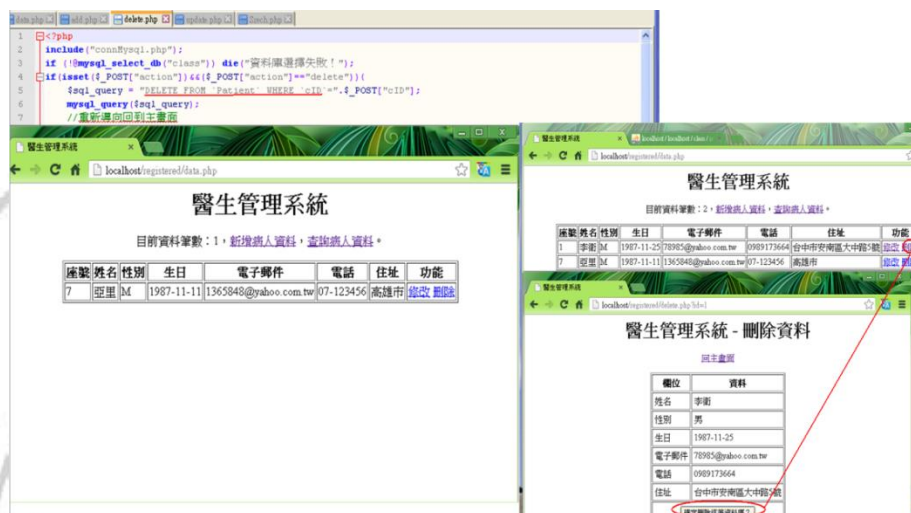 data.php add.php delete.php update.php
1 <?php
2 include("connMysql.php");
3 if (!@mysql_select_db("class")) die("資料庫選擇失敗！");
4 if(isset($_POST["action"])&&($_POST["action"]=="delete")){
5 $sql_query = "DELETE FROM `Patient` WHERE `cID`=".$_POST["cID"];
6 mysql_query($sql_query);
7 //重新導向回到主畫面
醫生管理系統
localhost/registered/data.php
醫生管理系統
目前資料筆數：1，新增病人資料，查詢病人資料。
座號 姓名 性別 生日 電子郵件 電話 住址 功能
7 亞里 M 1987-11-11 1365848@yahoo.com.tw 07-123456 高雄市 修改 刪除
醫生管理系統
localhost/registered/data.php
醫生管理系統
目前資料筆數：2，新增病人資料，查詢病人資料。
座號 姓名 性別 生日 電子郵件 電話 住址 功能
1 李衛 M 1987-11-25 78985@yahoo.com.tw 0989173664 台中市安南區大中路5號 修改
7 亞里 M 1987-11-11 1365848@yahoo.com.tw 07-123456 高雄市 修改
醫生管理系統
localhost/registered/delete.php?id=1
醫生管理系統 - 刪除資料
回主畫面
欄位 資料
姓名 李衛
性別 男
生日 1987-11-25
電子郵件 78985@yahoo.com.tw
電話 0989173664
住址 台中市安南區大中路5號